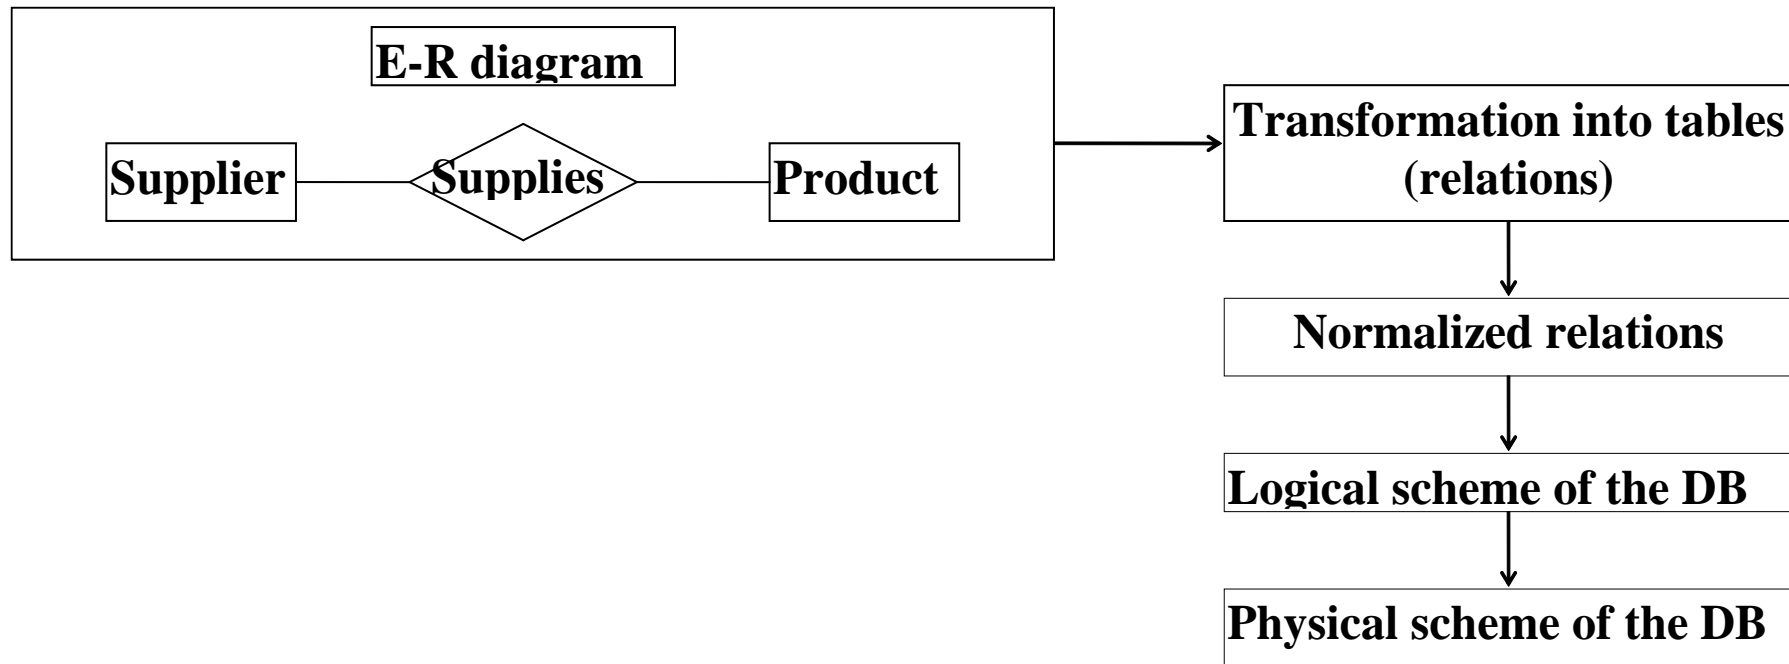 E-R diagram
Supplier
Supplies
Product
Transformation into tables
(relations)
Normalized relations
Logical scheme of the DB
Physical scheme of the DB